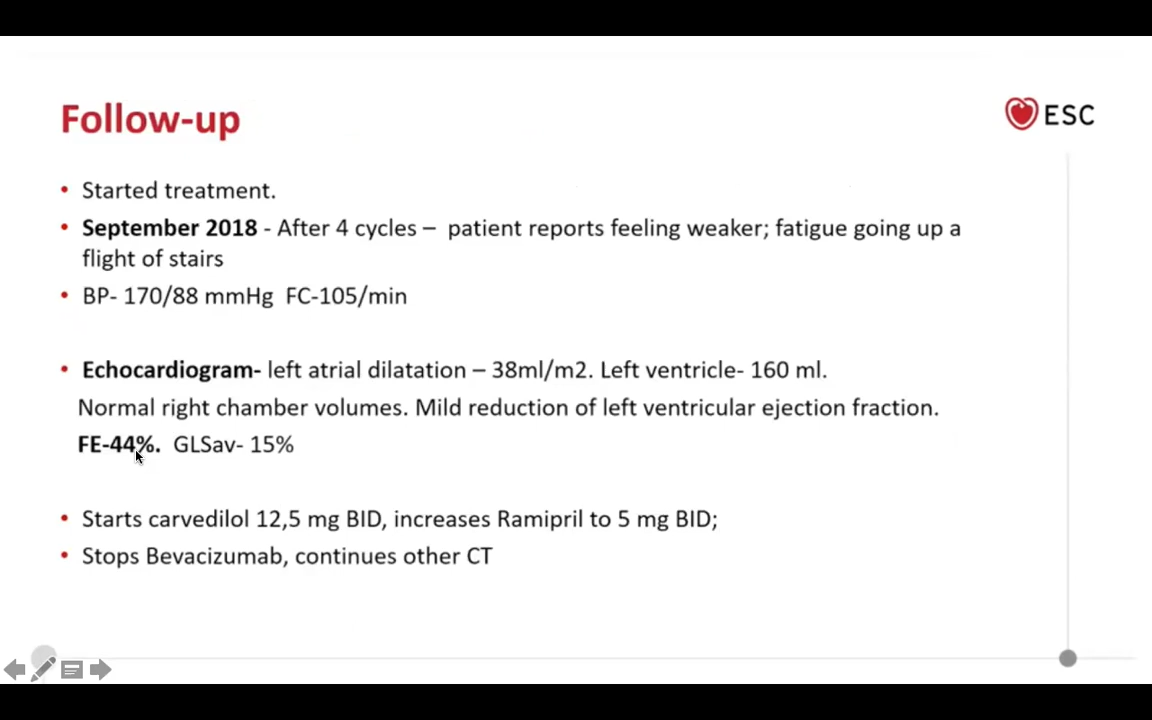 Follow-up
ESC
• Started treatment.
• September 2018 - After 4 cycles – patient reports feeling weaker; fatigue going up a
flight of stairs
• BP- 170/88 mmHg FC-105/min
• Echocardiogram- left atrial dilatation – 38ml/m2. Left ventricle- 160 ml.
Normal right chamber volumes. Mild reduction of left ventricular ejection fraction.
FE-44%. GLSav- 15%
• Starts carvedilol 12,5 mg BID, increases Ramipril to 5 mg BID;
• Stops Bevacizumab, continues other CT